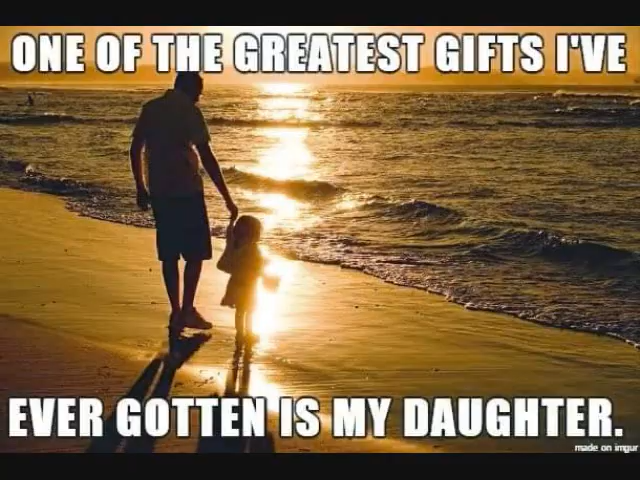 ONE OF THE GREATEST GIFTS I'VE
EVER GOTTEN IS MY DAUGHTER.
made on imgur